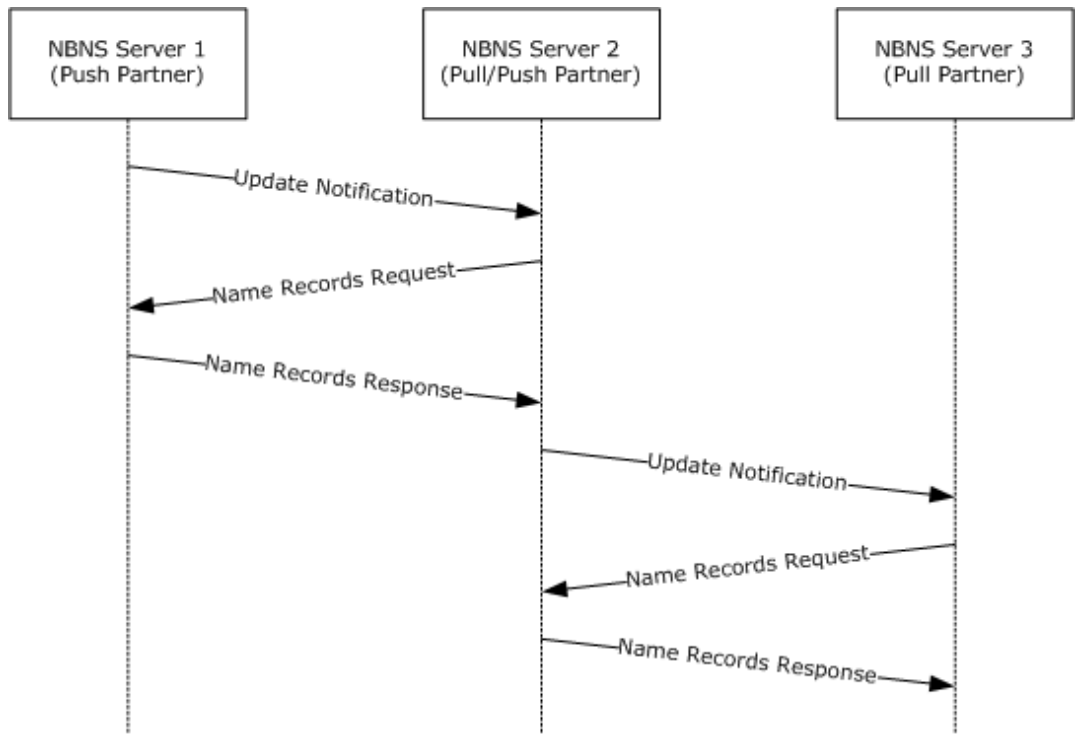 NBNS Server 1
(Push Partner)
NBNS Server 2
(Pull/Push Partner)
NBNS Server 3
(Pull Partner)
Update Notification
Name Records Request
Name Records Response
Update Notification
Name Records Request
Name Records Response